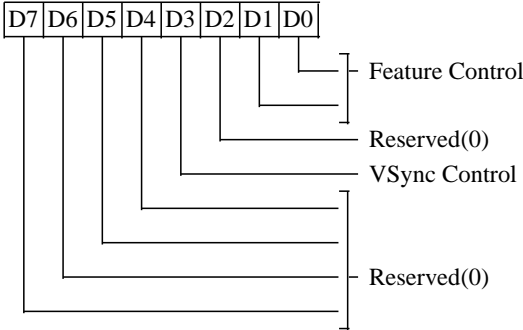 D7 D6 D5 D4 D3 D2 D1 D0
Feature Control
Reserved(0)
VSync Control
Reserved(0)